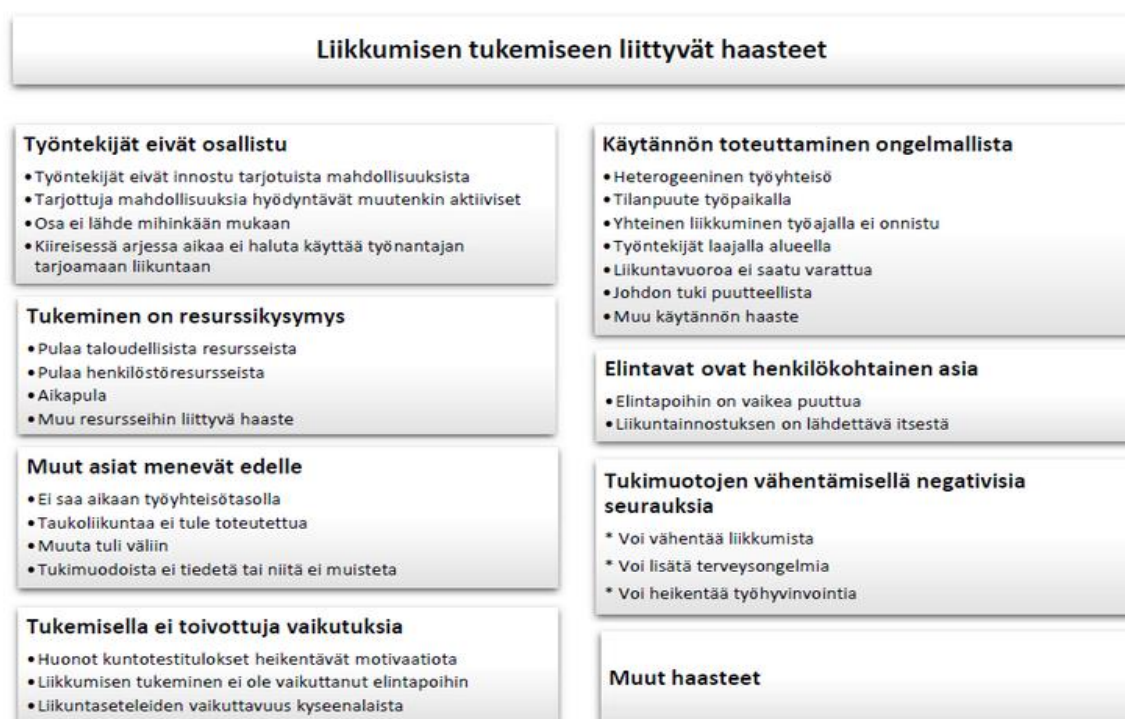 Liikkumisen tukemiseen liittyvät haasteet
Työntekijät eivät osallistu
• Työntekijät eivät innostu tarjotuista mahdollisuuksista
• Tarjottuja mahdollisuuksia hyödyntävät muutenkin aktiiviset
• Osa ei lähde mihinkään mukaan
• Kiireisessä arjessa aikaa ei haluta käyttää työnantajan
tarjoamaan liikuntaan
Tukeminen on resurssikysymys
• Pulaa taloudellisista resursseista
• Pulaa henkilöstöresursseista
• Aikapula
• Muu resursseihin liittyvä haaste
Muut asiat menevät edelle
• Ei saa aikaan työyhteisötasolla
• Taukoliikuntaa ei tule toteutettua
• Muuta tuli väliin
• Tukimuodoista ei tiedetä tai niitä ei muisteta
Tukemisella ei toivottuja vaikutuksia
• Huonot kuntotestitulokset heikentävät motivaatiota
• Liikkumisen tukeminen ei ole vaikuttanut elintapoihin
• Liikuntaseteleiden vaikuttavuus kyseenalaista
Käytännön toteuttaminen ongelmallista
• Heterogeeninen työyhteisö
• Tilanpuute työpaikalla
• Yhteinen liikkuminen työajalla ei onnistu
• Työntekijät laajalla alueella
• Liikuntavuoroa ei saatu varattua
• Johdon tuki puutteellista
• Muu käytännön haaste
Elintavat ovat henkilökohtainen asia
• Elintapoihin on vaikea puuttua
• Liikuntainnostuksen on lähdettävä itsestä
Tukimuotojen vähentämisellä negativisia
seurauksia
* Voi vähentää liikkumista
* Voi lisätä terveysongelmia
* Voi heikentää työhyvinvointia
Muut haasteet